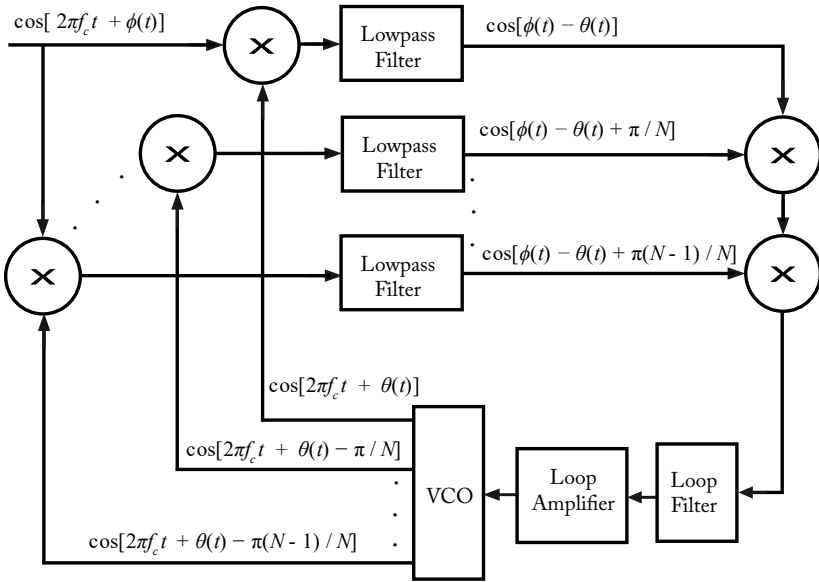 cos[ 2πf_c t + ϕ(t)]
×
Lowpass
Filter
cos[ϕ(t) − θ(t)]
×
Lowpass
Filter
cos[ϕ(t) − θ(t) + π / N]
×
×
Lowpass
Filter
cos[ϕ(t) − θ(t) + π(N - 1) / N]
×
cos[2πf_c t + θ(t)]
cos[2πf_c t + θ(t) − π / N]
cos[2πf_c t + θ(t) − π(N - 1) / N]
VCO
Loop
Amplifier
Loop
Filter